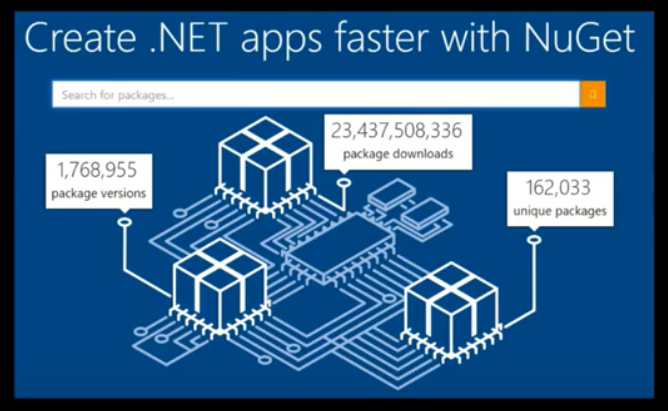 Create .NET apps faster with NuGet
Search for packages...
23,437,508,336
package downloads
1,768,955
package versions
162,033
unique packages